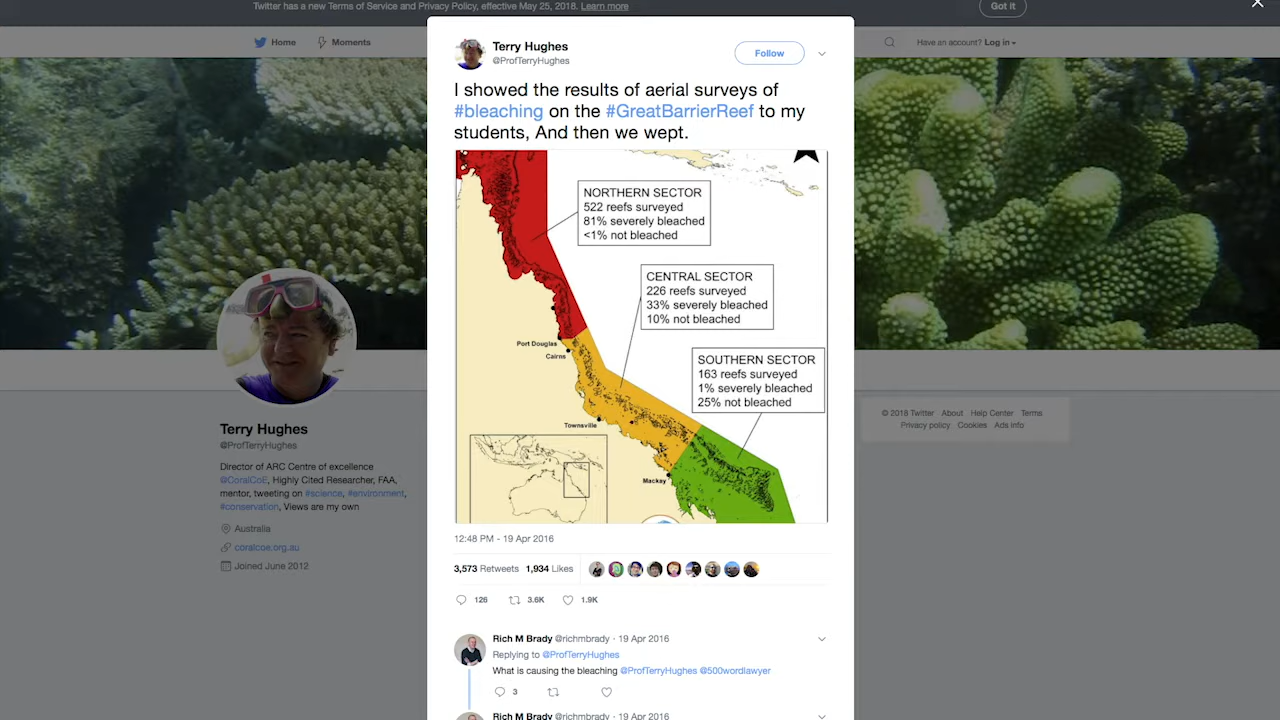 Twitter has a new Terms of Service and Privacy Policy, effective May 25, 2018. Learn more
Got it
Home
Moments
Have an account? Log in
Terry Hughes
@ProfTerryHughes
Follow
I showed the results of aerial surveys of
#bleaching on the #GreatBarrierReef to my
students, And then we wept.
NORTHERN SECTOR
522 reefs surveyed
81% severely bleached
<1% not bleached
CENTRAL SECTOR
226 reefs surveyed
33% severely bleached
10% not bleached
SOUTHERN SECTOR
163 reefs surveyed
1% severely bleached
25% not bleached
Port Douglas
Cairns
Townsville
Mackay
12:48 PM - 19 Apr 2016
3,573 Retweets 1,934 Likes
126 3.6K 1.9K
Rich M Brady @richmbrady · 19 Apr 2016
Replying to @ProfTerryHughes
What is causing the bleaching @ProfTerryHughes @500wordlawyer
3
Rich M Brady @richmbrady · 19 Apr 2016
Terry Hughes
@ProfTerryHughes
Director of ARC Centre of excellence
@CoralCoE, Highly Cited Researcher, FAA,
mentor, tweeting on #science, #environment,
#conservation, Views are my own
Australia
coralcoe.org.au
Joined June 2012
© 2018 Twitter About Help Center Terms
Privacy policy Cookies Ads info